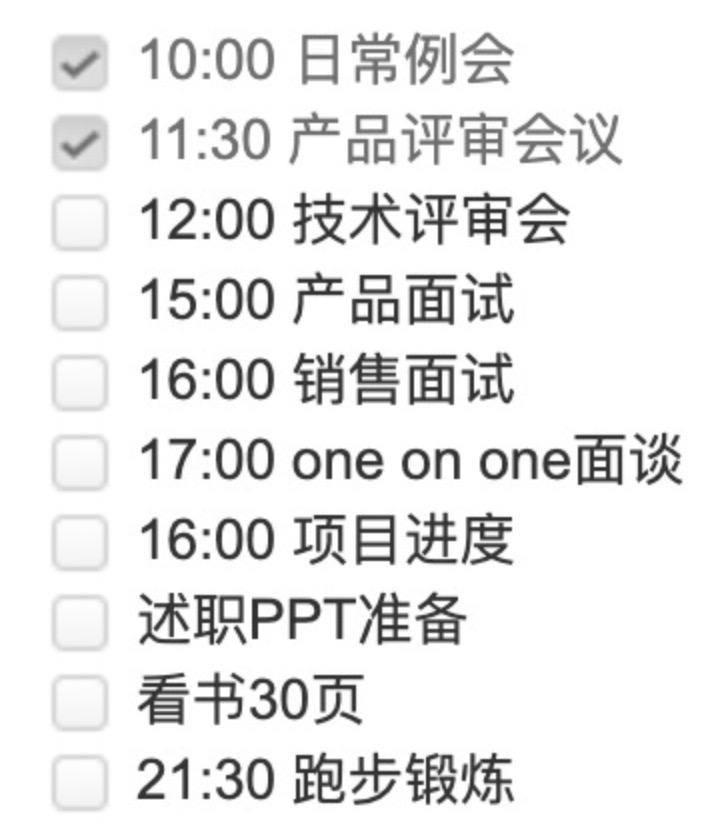 10:00 日常例会
11:30 产品评审会议
12:00 技术评审会
15:00 产品面试
16:00 销售面试
17:00 one on one面谈
16:00 项目进度
述职PPT准备
看书30页
21:30 跑步锻炼